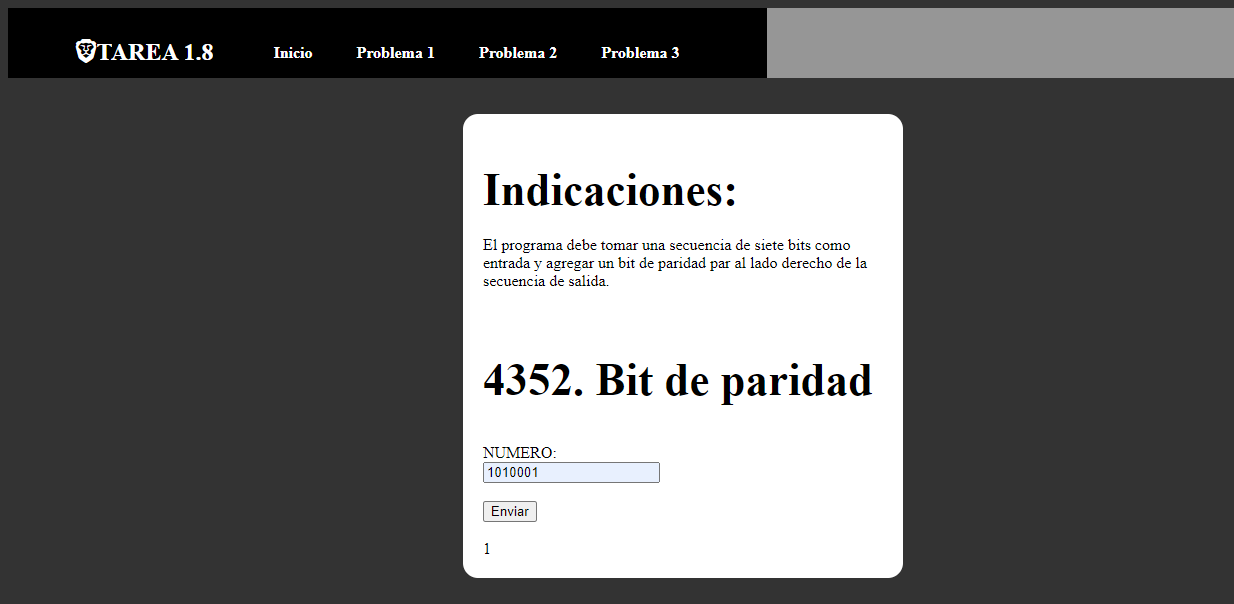 TAREA 1.8 Inicio Problema 1 Problema 2 Problema 3
Indicaciones:
El programa debe tomar una secuencia de siete bits como
entrada y agregar un bit de paridad par al lado derecho de la
secuencia de salida.
4352. Bit de paridad
NUMERO:
1010001
Enviar
1